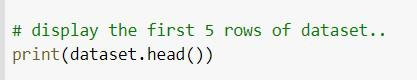 # display the first 5 rows of dataset..
print(dataset.head())